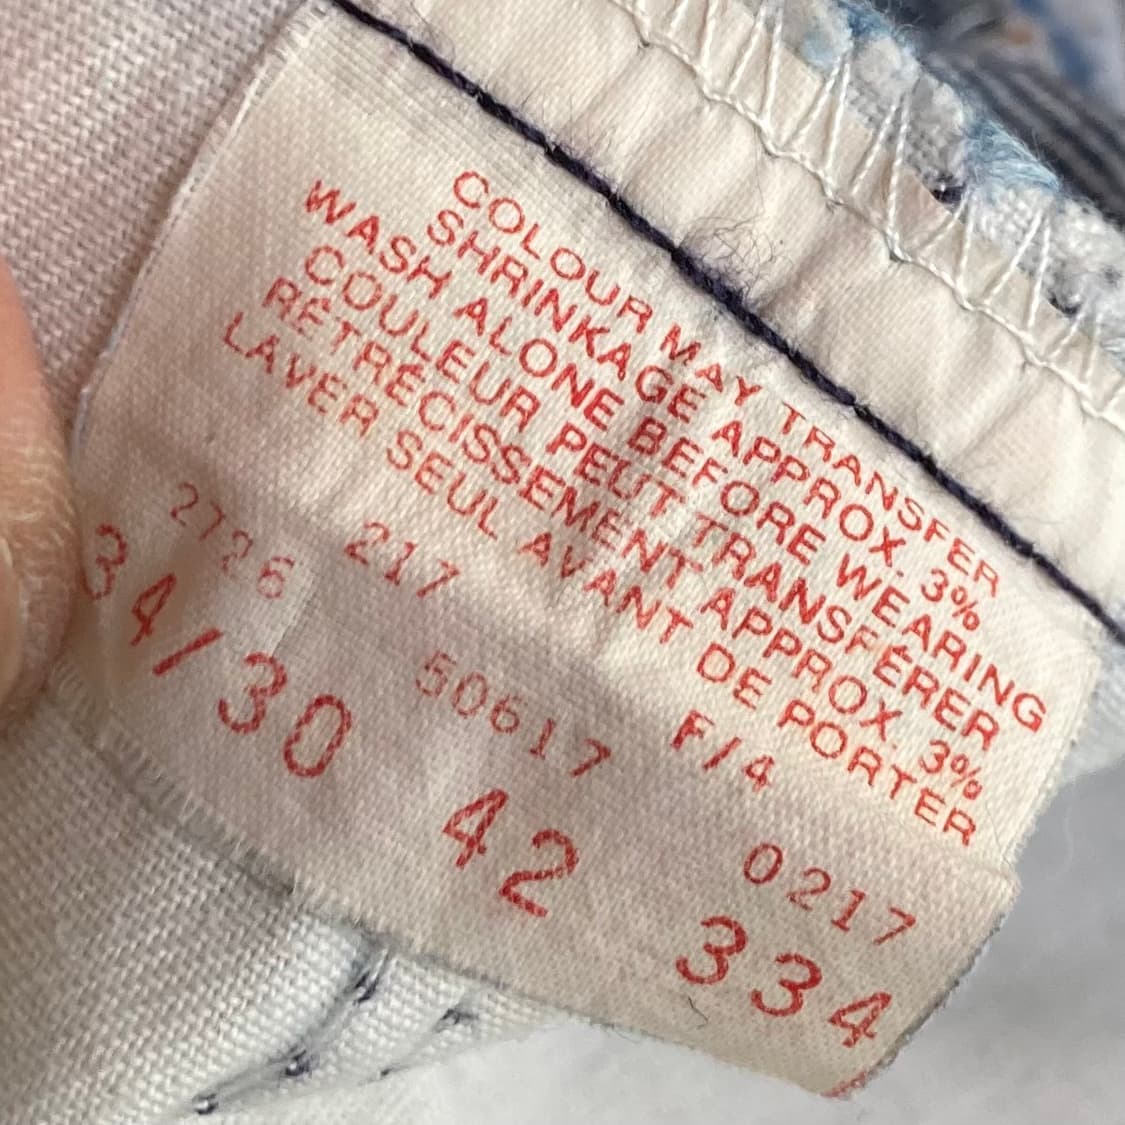 COLOUR MAY TRANSFER
SHRINKAGE APPROX. 3%
WASH ALONE BEFORE WEARING
COULEUR PEUT TRANSFÉRER
RÉTRÉCISSEMENT APPROX. 3%
LAVER SEUL AVANT DE PORTER
2726 217 50617 F/4 0217
34/30 42 334